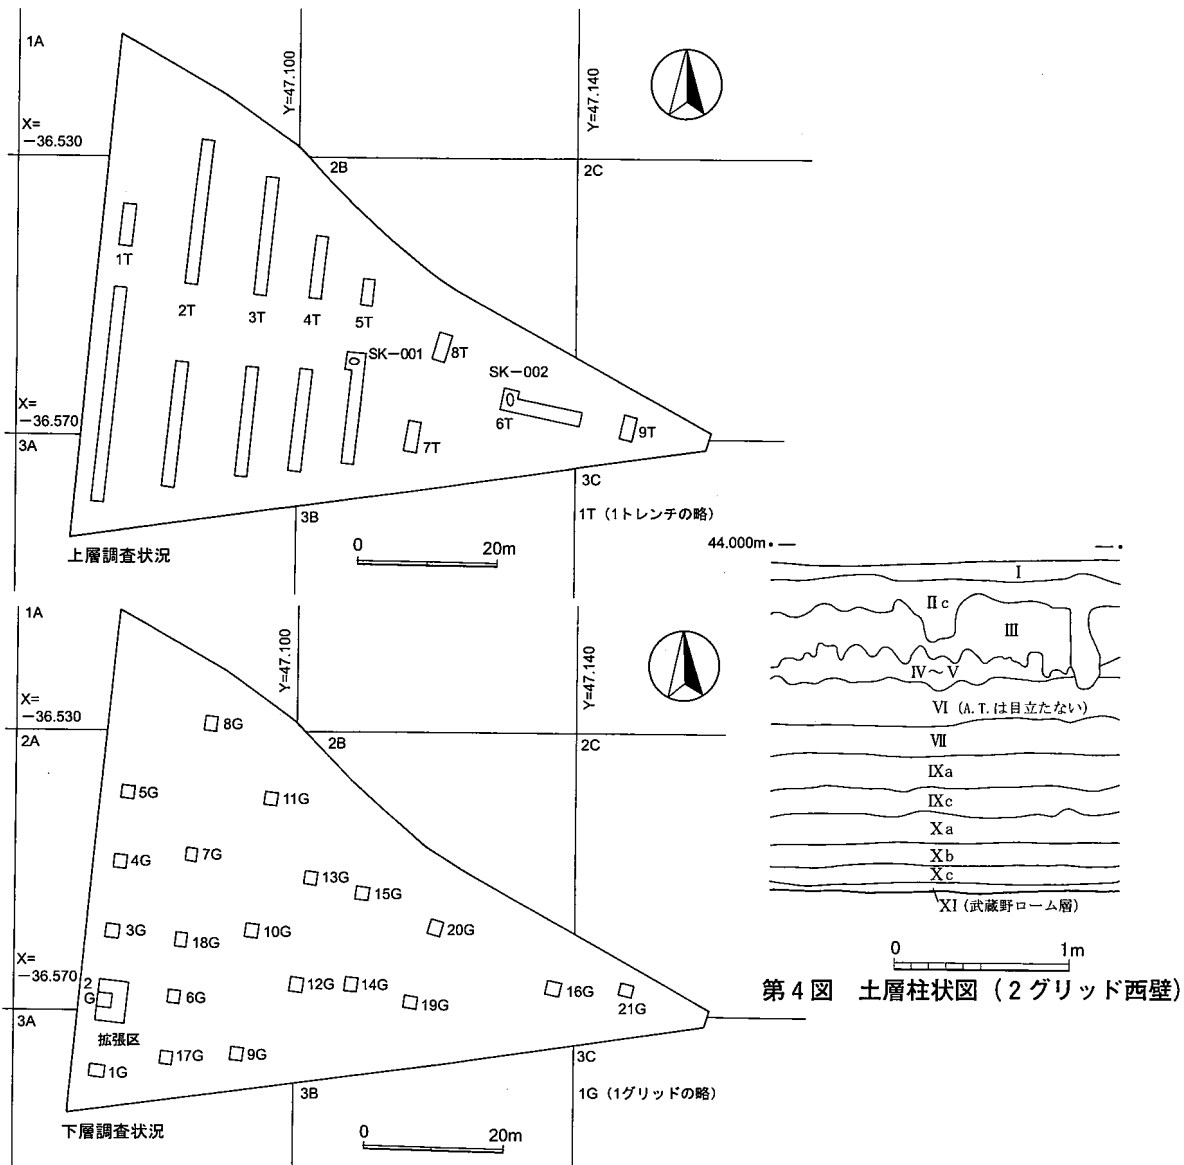 1A
Y=47.100
Y=47.140
X=
−36.530
2B
2C
1T
2T
3T
4T
5T
SK−001
8T
SK−002
6T
X=
−36.570
3A
7T
9T
3C
3B
1T（1トレンチの略）
上層調査状況
0 20m
44.000m
I
IIc
III
IV～V
VI（A.T.は目立たない）
VII
IXa
IXc
Xa
Xb
Xc
XI（武蔵野ローム層）
0 1m
第4図 土層柱状図（2グリッド西壁）
1A
Y=47.100
Y=47.140
X=
−36.530
2A
8G
2B
2C
5G
11G
4G
7G
13G
15G
3G
18G
10G
20G
X=
−36.570
2
G
6G
12G
14G
19G
16G
21G
3A
拡張区
1G
17G
9G
3C
3B
1G（1グリッドの略）
下層調査状況
0 20m